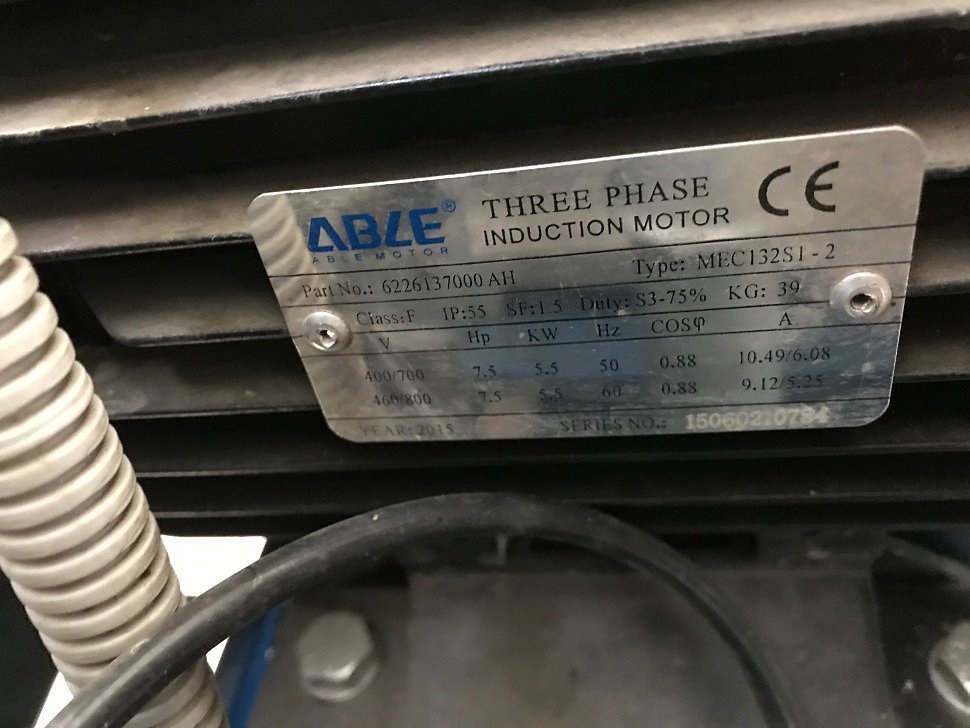 ABLE®
ABLE MOTOR
THREE PHASE
INDUCTION MOTOR
CE
Part No.: 6226137000 AH Type: MEC132S1-2
Class:F IP:55 SF:1.5 Duty: S3-75% KG: 39
V Hp KW Hz COSφ A
400/700 7.5 5.5 50 0.88 10.49/6.08
460/800 7.5 5.5 60 0.88 9.12/5.25
YEAR: 2015 SERIES NO.: 15060210784